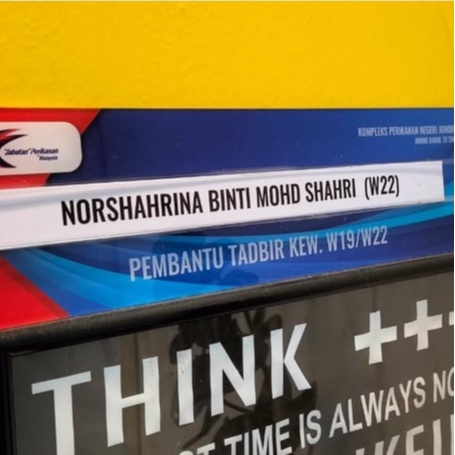 "Jabatan" Perikanan
Malaysia
KOMPLEKS PERIKANAN NEGERI JOHOR
NORSHAHRINA BINTI MOHD SHAHRI (W22)
PEMBANTU TADBIR KEW. W19/W22
THINK +++
TIME IS ALWAYS